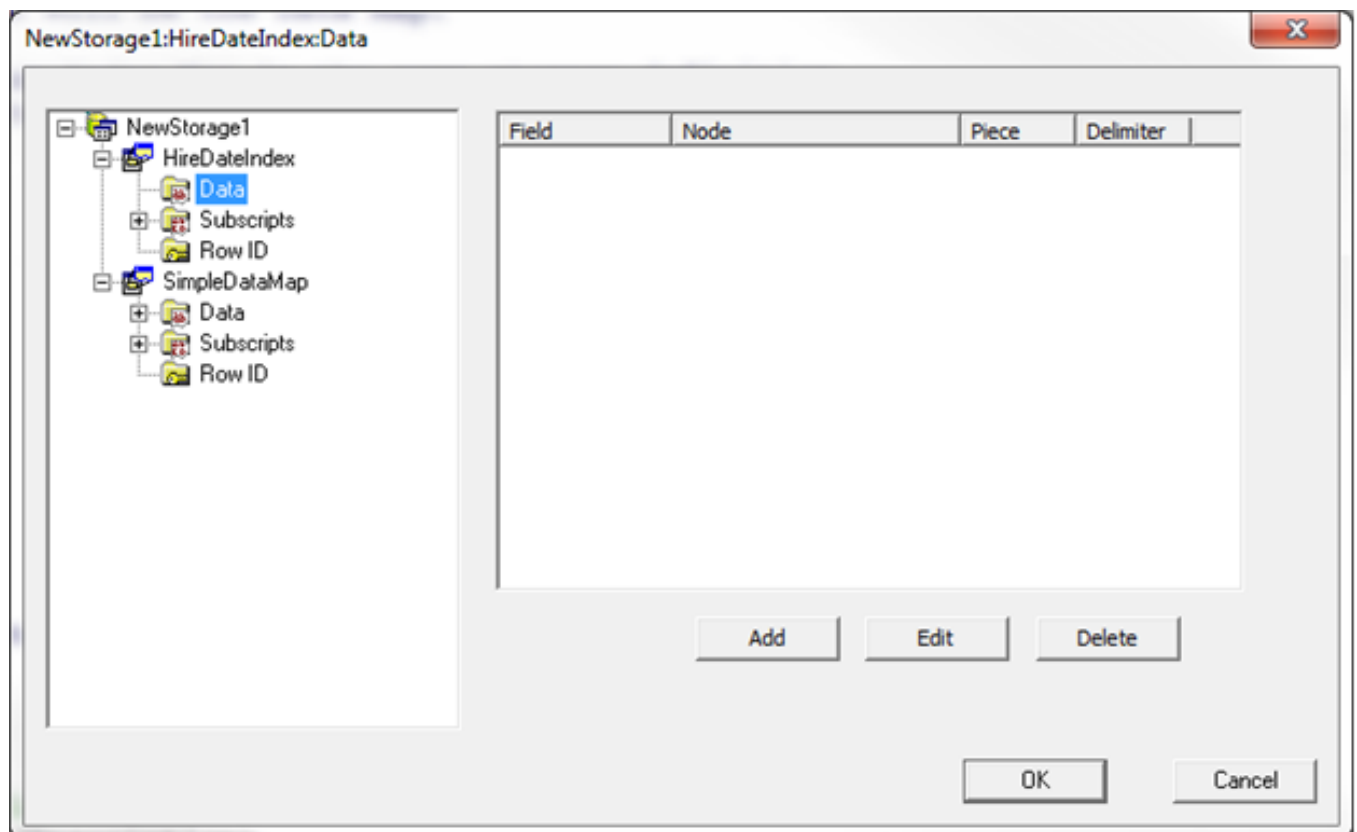 NewStorage1:HireDateIndex:Data
NewStorage1
HireDateIndex
Data
Subscripts
Row ID
SimpleDataMap
Data
Subscripts
Row ID
Field Node Piece Delimiter
Add Edit Delete
OK Cancel